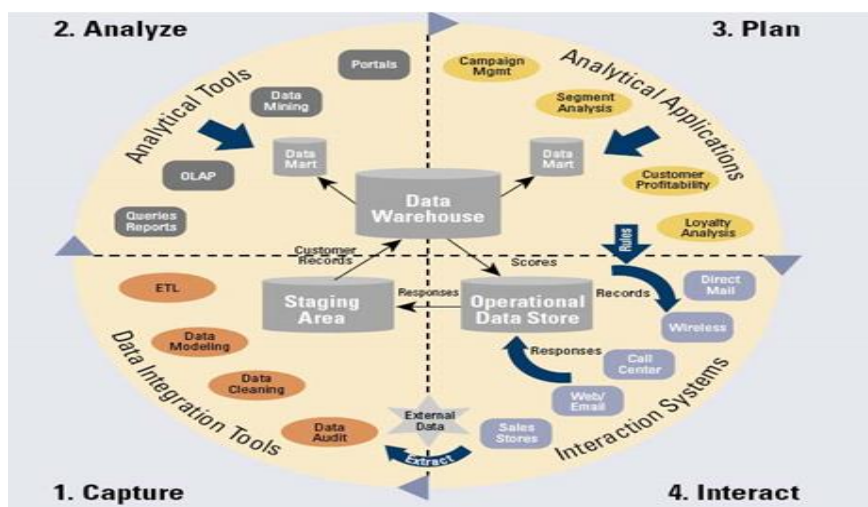 2. Analyze
3. Plan
Analytical Tools
Portals
Data
Mining
OLAP
Queries
Reports
Data
Mart
Campaign
Mgmt
Segment
Analysis
Analytical Applications
Data
Mart
Customer
Profitability
Loyalty
Analysis
Data
Warehouse
Customer
Records
Scores
Rules
Records
Staging
Area
Responses
Operational
Data Store
ETL
Data
Modeling
Data
Cleaning
Data
Audit
Data Integration Tools
External
Data
Extract
Responses
Direct
Mail
Wireless
Call
Center
Web/
Email
Sales
Stores
Interaction Systems
1. Capture
4. Interact